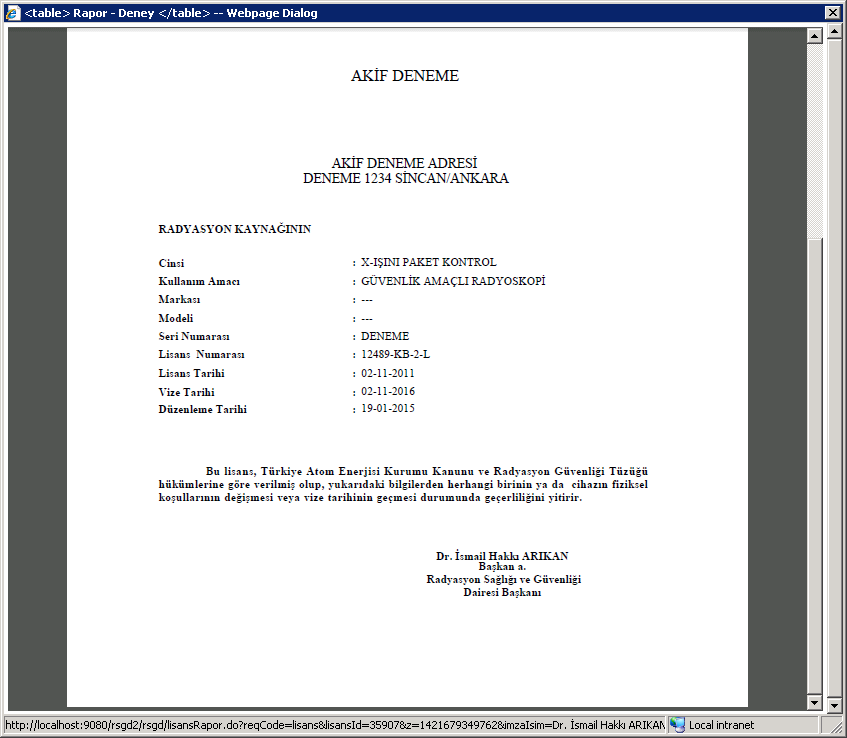 <table> Rapor - Deney </table> -- Webpage Dialog
AKİF DENEME
AKİF DENEME ADRESİ
DENEME 1234 SİNCAN/ANKARA
RADYASYON KAYNAĞININ
Cinsi : X-IŞINI PAKET KONTROL
Kullanım Amacı : GÜVENLİK AMAÇLI RADYOSKOPİ
Markası : ---
Modeli : ---
Seri Numarası : DENEME
Lisans Numarası : 12489-KB-2-L
Lisans Tarihi : 02-11-2011
Vize Tarihi : 02-11-2016
Düzenleme Tarihi : 19-01-2015
Bu lisans, Türkiye Atom Enerjisi Kurumu Kanunu ve Radyasyon Güvenliği Tüzüğü
hükümlerine göre verilmiş olup, yukarıdaki bilgilerden herhangi birinin ya da cihazın fiziksel
koşullarının değişmesi veya vize tarihinin geçmesi durumunda geçerliliğini yitirir.
Dr. İsmail Hakkı ARIKAN
Başkan a.
Radyasyon Sağlığı ve Güvenliği
Dairesi Başkanı
http://localhost:9080/rsgd2/rsgd/lisansRapor.do?reqCode=lisans&lisansId=35907&z=1421679349762&imzaIsim=Dr. İsmail Hakkı ARIKAN Local intranet